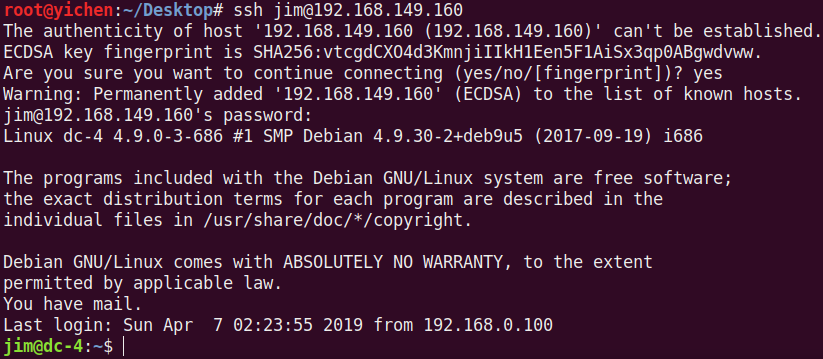 root@yichen:~/Desktop# ssh jim@192.168.149.160
The authenticity of host '192.168.149.160 (192.168.149.160)' can't be established.
ECDSA key fingerprint is SHA256:vtcgdCXO4d3KmnjiIIkH1Een5F1AiSx3qp0ABgwdvww.
Are you sure you want to continue connecting (yes/no/[fingerprint])? yes
Warning: Permanently added '192.168.149.160' (ECDSA) to the list of known hosts.
jim@192.168.149.160's password:
Linux dc-4 4.9.0-3-686 #1 SMP Debian 4.9.30-2+deb9u5 (2017-09-19) i686
The programs included with the Debian GNU/Linux system are free software;
the exact distribution terms for each program are described in the
individual files in /usr/share/doc/*/copyright.
Debian GNU/Linux comes with ABSOLUTELY NO WARRANTY, to the extent
permitted by applicable law.
You have mail.
Last login: Sun Apr  7 02:23:55 2019 from 192.168.0.100
jim@dc-4:~$